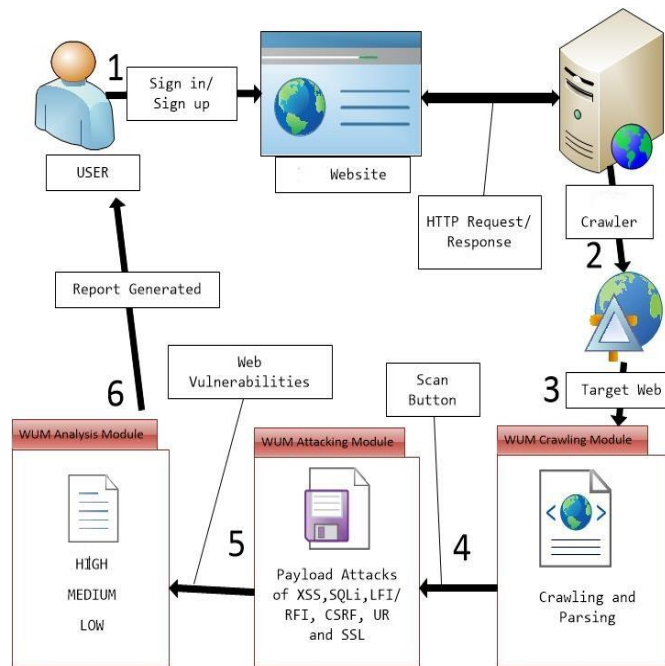 1
Sign in/
Sign up
USER
Website
HTTP Request/
Response
Crawler
2
Report Generated
3
Target Web
Web
Vulnerabilities
Scan
Button
6
WUM Analysis Module
WUM Attacking Module
WUM Crawling Module
HIGH
MEDIUM
LOW
5
Payload Attacks
of XSS,SQLi,LFI/
RFI, CSRF, UR
and SSL
4
< >
Crawling and
Parsing